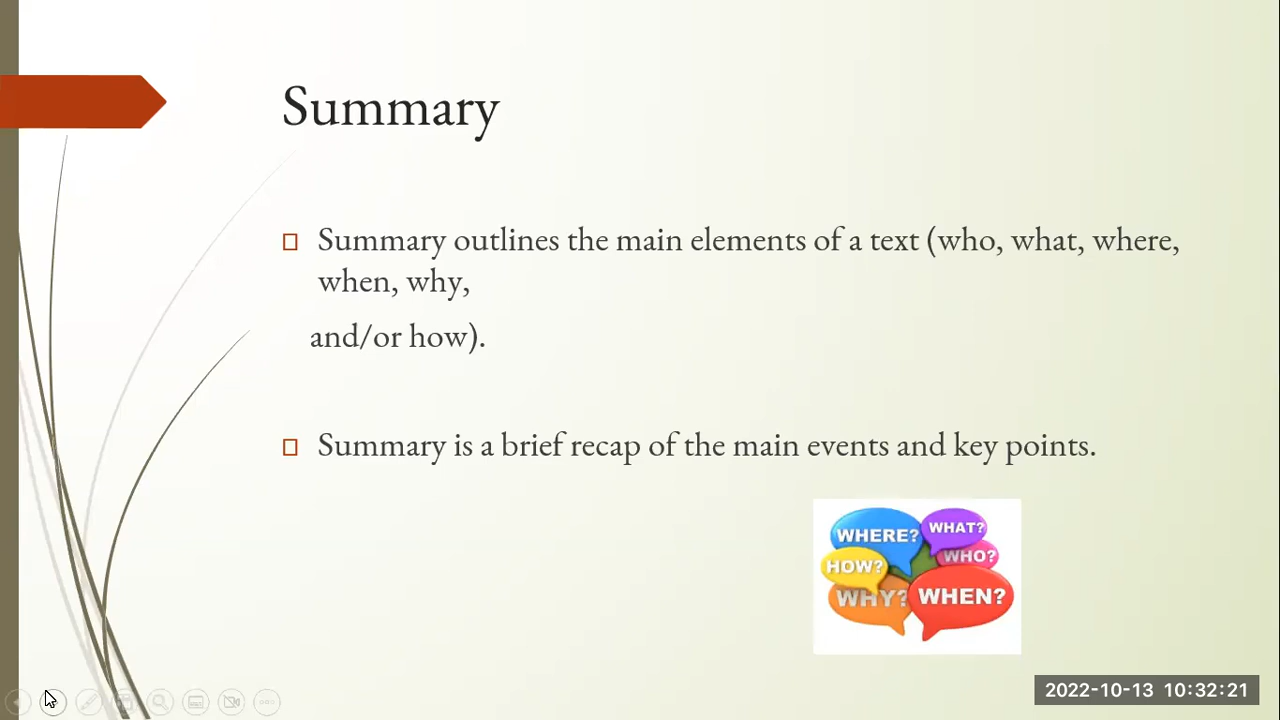 Summary
Summary outlines the main elements of a text (who, what, where,
when, why,
and/or how).
Summary is a brief recap of the main events and key points.
WHERE?
WHAT?
HOW?
WHO?
WHY?
WHEN?
2022-10-13 10:32:21